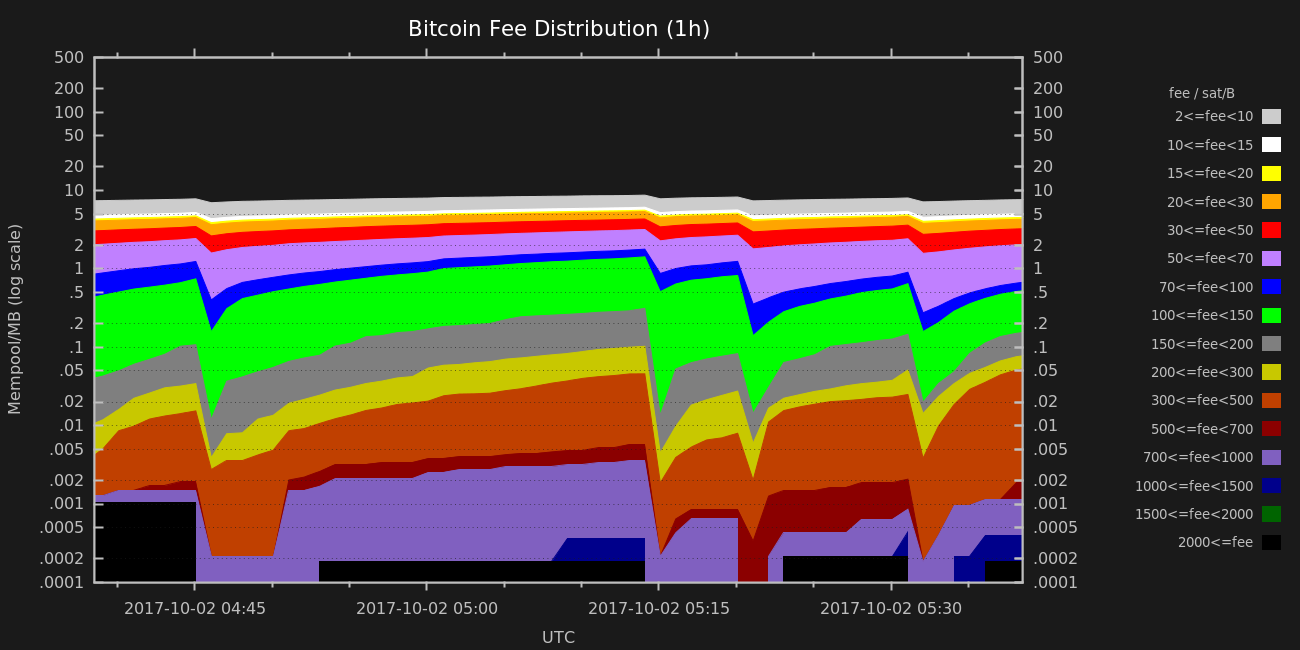 Bitcoin Fee Distribution (1h)
500 500
200 200
100 100
50 50
20 20
10 10
5 5
2 2
1 1
.5 .5
.2 .2
.1 .1
.05 .05
.02 .02
.01 .01
.005 .005
.002 .002
.001 .001
.0005 .0005
.0002 .0002
.0001 .0001
Mempool/MB (log scale)
2017-10-02 04:45 2017-10-02 05:00 2017-10-02 05:15 2017-10-02 05:30
UTC
fee / sat/B
2<=fee<10
10<=fee<15
15<=fee<20
20<=fee<30
30<=fee<50
50<=fee<70
70<=fee<100
100<=fee<150
150<=fee<200
200<=fee<300
300<=fee<500
500<=fee<700
700<=fee<1000
1000<=fee<1500
1500<=fee<2000
2000<=fee